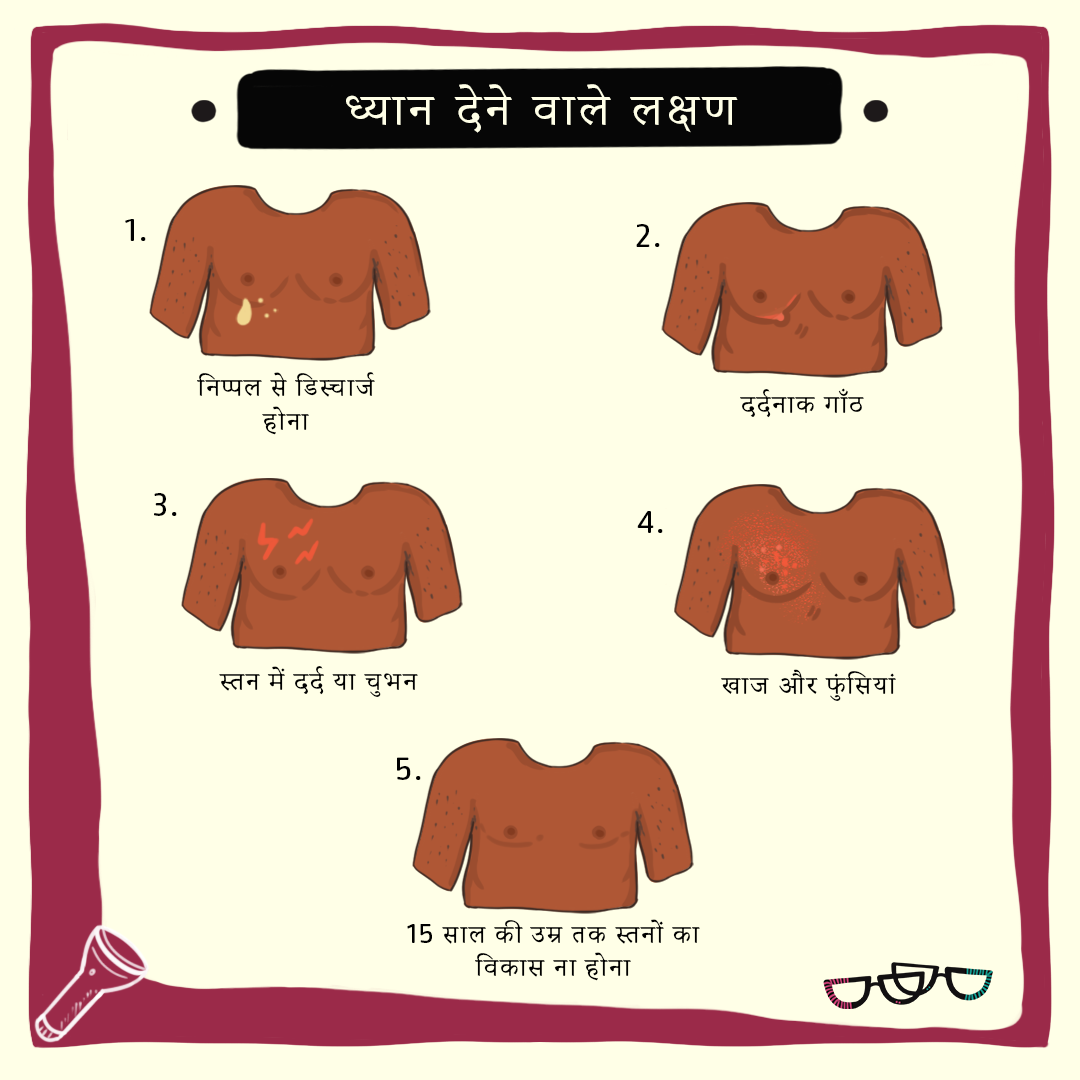 ध्यान देने वाले लक्षण
1.
निप्पल से डिस्चार्ज
होना
2.
दर्दनाक गाँठ
3.
स्तन में दर्द या चुभन
4.
खाज और फुंसियां
5.
15 साल की उम्र तक स्तनों का
विकास ना होना